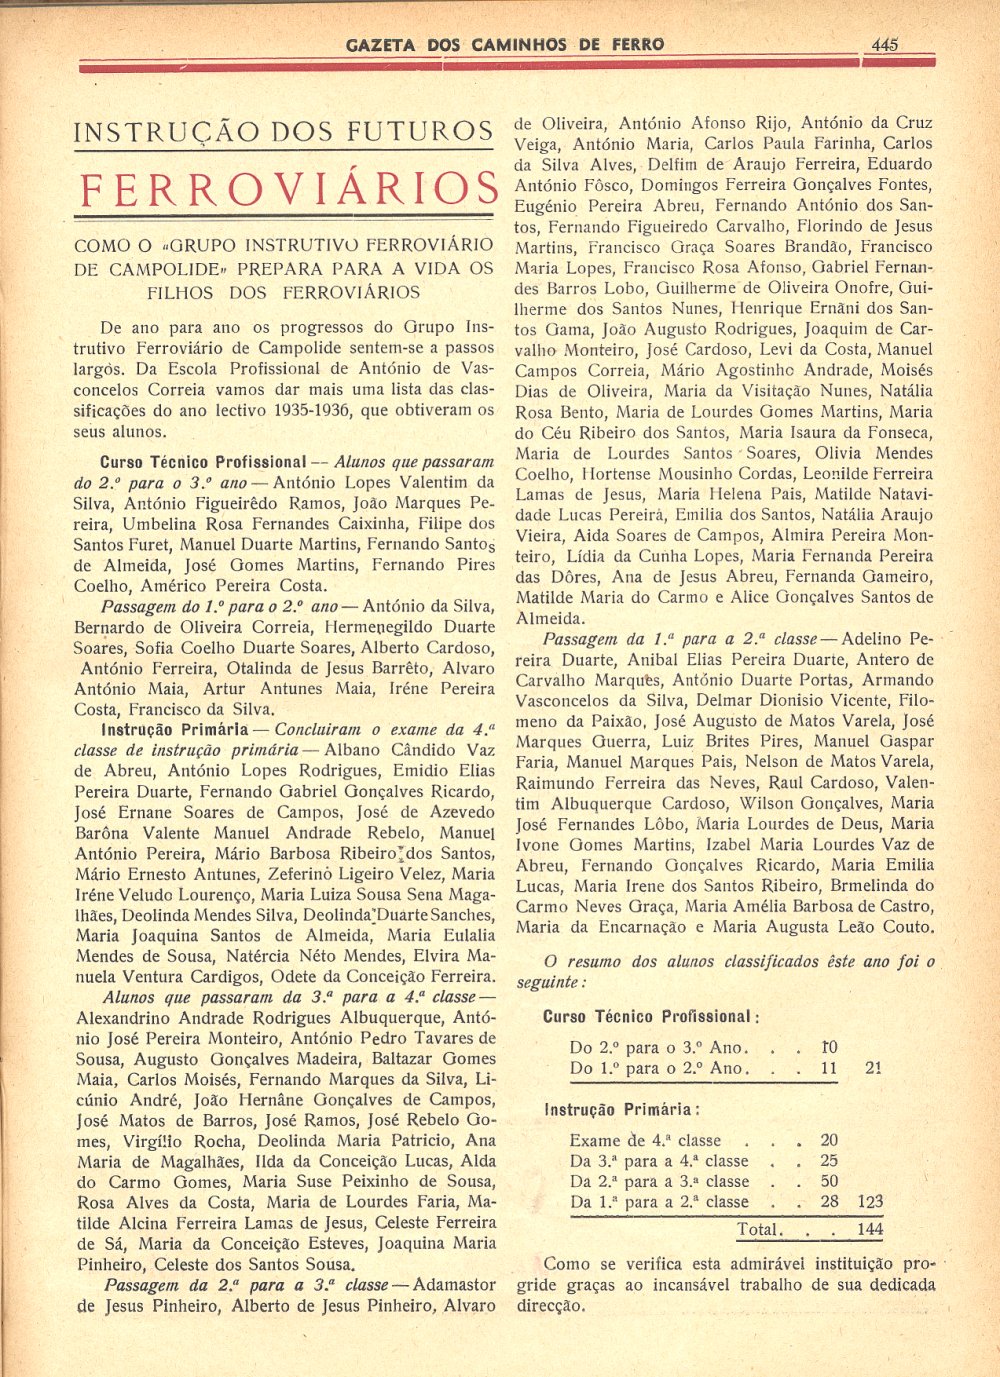 GAZETA DOS CAMINHOS DE FERRO 445
INSTRUÇÃO DOS FUTUROS
FERROVIÁRIOS
COMO O «GRUPO INSTRUTIVO FERROVIÁRIO
DE CAMPOLIDE» PREPARA PARA A VIDA OS
FILHOS DOS FERROVIÁRIOS
De ano para ano os progressos do Grupo Ins-
trutivo Ferroviário de Campolide sentem-se a passos
largos. Da Escola Profissional de António de Vas-
concelos Correia vamos dar mais uma lista das clas-
sificações do ano lectivo 1935-1936, que obtiveram os
seus alunos.
Curso Técnico Profissional — Alunos que passaram
do 2.º para o 3.º ano — António Lopes Valentim da
Silva, António Figueirêdo Ramos, João Marques Pe-
reira, Umbelina Rosa Fernandes Caixinha, Filipe dos
Santos Furet, Manuel Duarte Martins, Fernando Santos
de Almeida, José Gomes Martins, Fernando Pires
Coelho, Américo Pereira Costa.
Passagem do 1.º para o 2.º ano — António da Silva,
Bernardo de Oliveira Correia, Hermenegildo Duarte
Soares, Sofia Coelho Duarte Soares, Alberto Cardoso,
António Ferreira, Otalinda de Jesus Barrêto, Alvaro
António Maia, Artur Antunes Maia, Iréne Pereira
Costa, Francisco da Silva.
Instrução Primária — Concluiram o exame da 4.ª
classe de instrução primária — Albano Cândido Vaz
de Abreu, António Lopes Rodrigues, Emidio Elias
Pereira Duarte, Fernando Gabriel Gonçalves Ricardo,
José Ernane Soares de Campos, José de Azevedo
Barôna Valente Manuel Andrade Rebelo, Manuel
António Pereira, Mário Barbosa Ribeiro dos Santos,
Mário Ernesto Antunes, Zeferino Ligeiro Velez, Maria
Iréne Veludo Lourenço, Maria Luiza Sousa Sena Maga-
lhães, Deolinda Mendes Silva, Deolinda Duarte Sanches,
Maria Joaquina Santos de Almeida, Maria Eulalia
Mendes de Sousa, Natércia Néto Mendes, Elvira Ma-
nuela Ventura Cardigos, Odete da Conceição Ferreira.
Alunos que passaram da 3.ª para a 4.ª classe —
Alexandrino Andrade Rodrigues Albuquerque, Antó-
nio José Pereira Monteiro, António Pedro Tavares de
Sousa, Augusto Gonçalves Madeira, Baltazar Gomes
Maia, Carlos Moisés, Fernando Marques da Silva, Li-
cúnio André, João Hernâne Gonçalves de Campos,
José Matos de Barros, José Ramos, José Rebelo Go-
mes, Virgílio Rocha, Deolinda Maria Patricio, Ana
Maria de Magalhães, Ilda da Conceição Lucas, Alda
do Carmo Gomes, Maria Suse Peixinho de Sousa,
Rosa Alves da Costa, Maria de Lourdes Faria, Ma-
tilde Alcina Ferreira Lamas de Jesus, Celeste Ferreira
de Sá, Maria da Conceição Esteves, Joaquina Maria
Pinheiro, Celeste dos Santos Sousa.
Passagem da 2.ª para a 3.ª classe — Adamastor
de Jesus Pinheiro, Alberto de Jesus Pinheiro, Alvaro
de Oliveira, António Afonso Rijo, António da Cruz
Veiga, António Maria, Carlos Paula Farinha, Carlos
da Silva Alves, Delfim de Araujo Ferreira, Eduardo
António Fôsco, Domingos Ferreira Gonçalves Fontes,
Eugénio Pereira Abreu, Fernando António dos San-
tos, Fernando Figueiredo Carvalho, Florindo de Jesus
Martins, Francisco Graça Soares Brandão, Francisco
Maria Lopes, Francisco Rosa Afonso, Gabriel Fernan-
des Barros Lobo, Guilherme de Oliveira Onofre, Gui-
lherme dos Santos Nunes, Henrique Ernâni dos San-
tos Gama, João Augusto Rodrigues, Joaquim de Car-
valho Monteiro, José Cardoso, Levi da Costa, Manuel
Campos Correia, Mário Agostinho Andrade, Moisés
Dias de Oliveira, Maria da Visitação Nunes, Natália
Rosa Bento, Maria de Lourdes Gomes Martins, Maria
do Céu Ribeiro dos Santos, Maria Isaura da Fonseca,
Maria de Lourdes Santos Soares, Olivia Mendes
Coelho, Hortense Mousinho Cordas, Leonilde Ferreira
Lamas de Jesus, Maria Helena Pais, Matilde Natavi-
dade Lucas Pereira, Emilia dos Santos, Natália Araujo
Vieira, Aida Soares de Campos, Almira Pereira Mon-
teiro, Lídia da Cunha Lopes, Maria Fernanda Pereira
das Dôres, Ana de Jesus Abreu, Fernanda Gameiro,
Matilde Maria do Carmo e Alice Gonçalves Santos de
Almeida.
Passagem da 1.ª para a 2.ª classe — Adelino Pe-
reira Duarte, Anibal Elias Pereira Duarte, Antero de
Carvalho Marques, António Duarte Portas, Armando
Vasconcelos da Silva, Delmar Dionisio Vicente, Filo-
meno da Paixão, José Augusto de Matos Varela, José
Marques Guerra, Luiz Brites Pires, Manuel Gaspar
Faria, Manuel Marques Pais, Nelson de Matos Varela,
Raimundo Ferreira das Neves, Raul Cardoso, Valen-
tim Albuquerque Cardoso, Wilson Gonçalves, Maria
José Fernandes Lôbo, Maria Lourdes de Deus, Maria
Ivone Gomes Martins, Izabel Maria Lourdes Vaz de
Abreu, Fernando Gonçalves Ricardo, Maria Emilia
Lucas, Maria Irene dos Santos Ribeiro, Brmelinda do
Carmo Neves Graça, Maria Amélia Barbosa de Castro,
Maria da Encarnação e Maria Augusta Leão Couto.
O resumo dos alunos classificados êste ano foi o
seguinte :
Curso Técnico Profissional :
Do 2.º para o 3.º Ano. . . 10
Do 1.º para o 2.º Ano. . . 11 21
Instrução Primária :
Exame de 4.ª classe . . . 20
Da 3.ª para a 4.ª classe . . 25
Da 2.ª para a 3.ª classe . . 50
Da 1.ª para a 2.ª classe . . 28 123
Total. . . 144
Como se verifica esta admirável instituição pro-
gride graças ao incansável trabalho de sua dedicada
direcção.